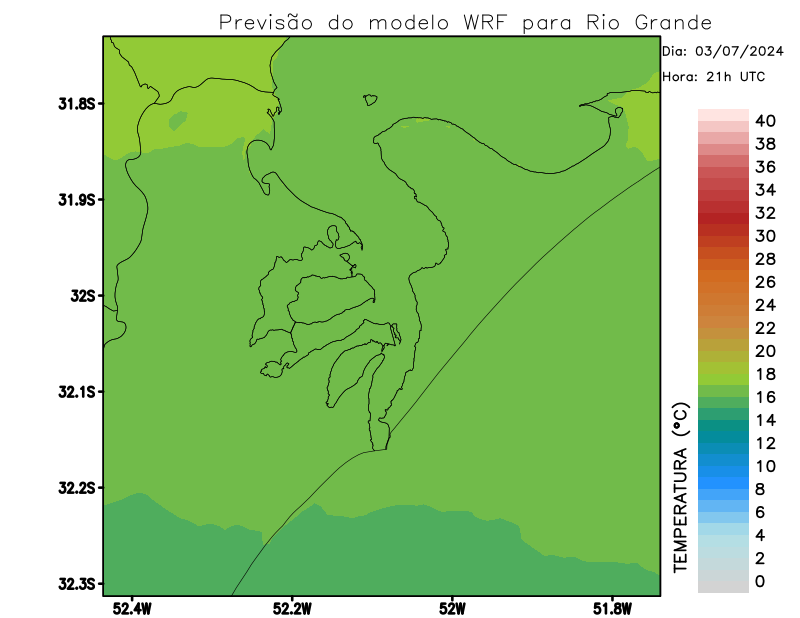 Previsão do modelo WRF para Rio Grande
Dia: 03/07/2024
Hora: 21h UTC
31.8S
31.9S
32S
32.1S
32.2S
32.3S
52.4W
52.2W
52W
51.8W
TEMPERATURA (ºC)
40
38
36
34
32
30
28
26
24
22
20
18
16
14
12
10
8
6
4
2
0